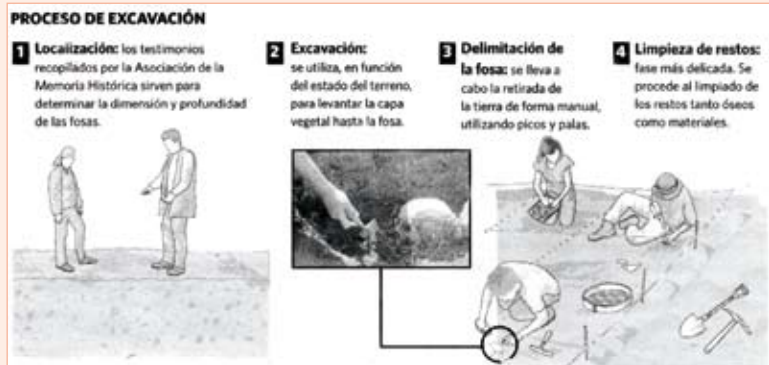 PROCESO DE EXCAVACIÓN
1 Localización: los testimonios
recopilados por la Asociación de la
Memoria Histórica sirven para
determinar la dimensión y profundidad
de las fosas.
2 Excavación:
se utiliza, en función
del estado del terreno,
para levantar la capa
vegetal hasta la fosa.
3 Delimitación de
la fosa: se lleva a
cabo la retirada de
la tierra de forma manual,
utilizando picos y palas.
4 Limpieza de restos:
fase más delicada. Se
procede al limpiado de
los restos tanto óseos
como materiales.